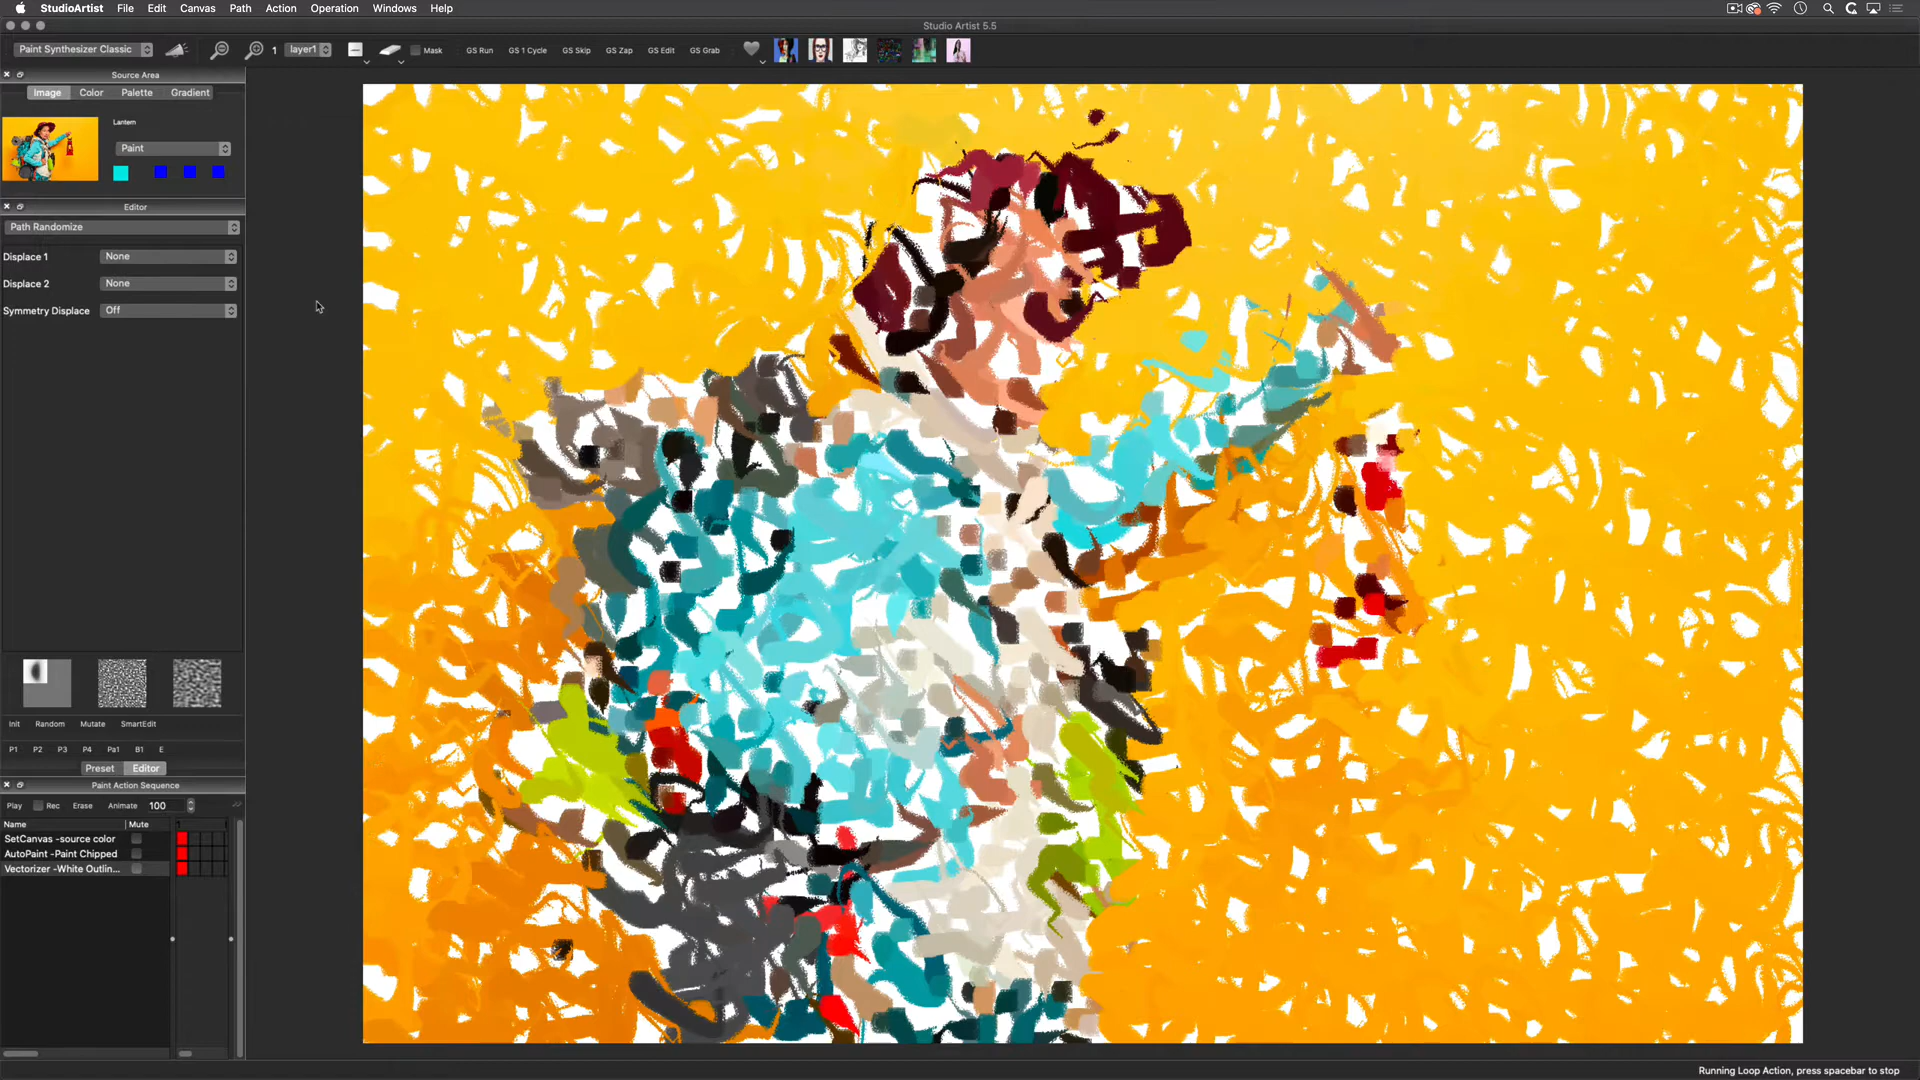 StudioArtist File Edit Canvas Path Action Operation Windows Help
Studio Artist 5.5
Paint Synthesizer Classic 1 layer1 Mask GS Run GS 1 Cycle GS Skip GS Zap GS Edit GS Grab
Source Area
Image Color Palette Gradient
Lantern
Paint
Editor
Path Randomize
Displace 1 None
Displace 2 None
Symmetry Displace Off
Init Random Mutate SmartEdit
P1 P2 P3 P4 Pa1 B1 E
Preset Editor
Paint Action Sequence
Play Rec Erase Animate 100
Name Mute 1
SetCanvas -source color
AutoPaint -Paint Chipped
Vectorizer -White Outlin...
Running Loop Action, press spacebar to stop